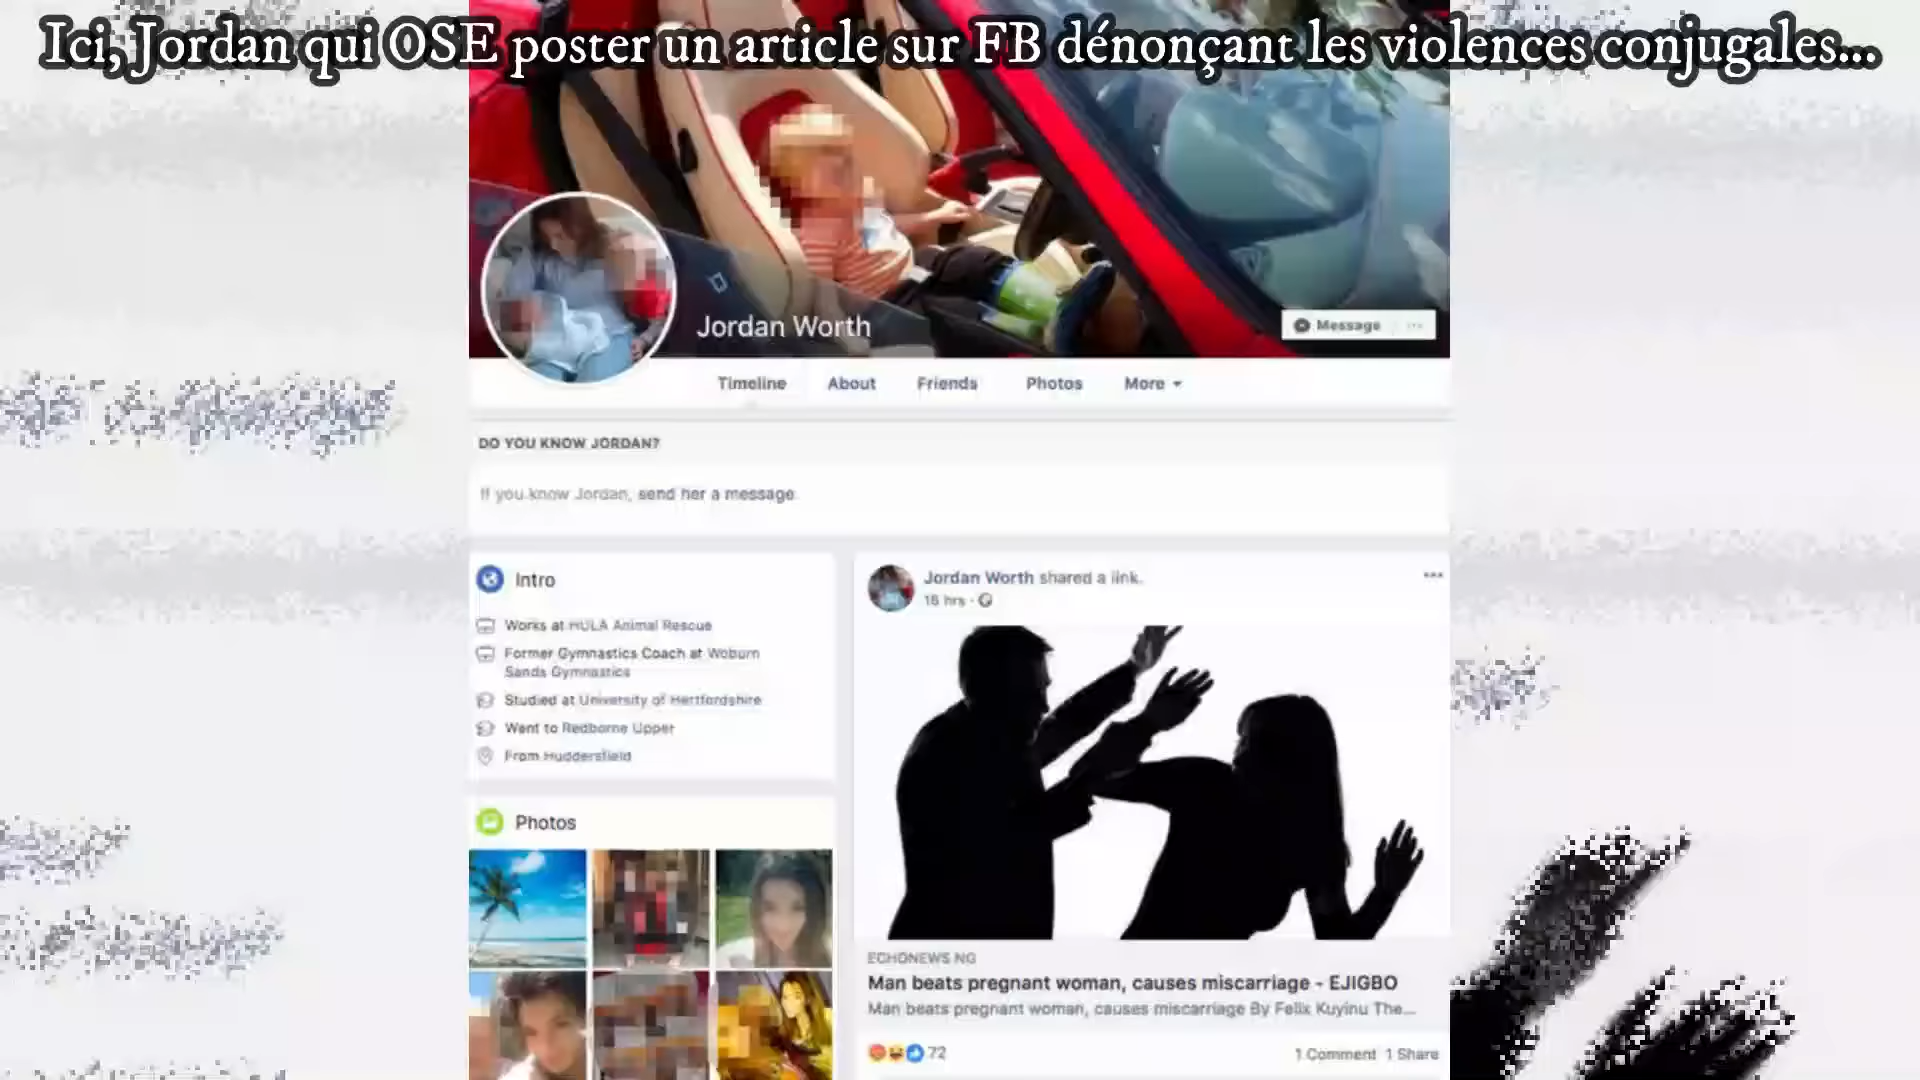 Ici, Jordan qui OSE poster un article sur FB dénonçant les violences conjugales...
Jordan Worth
Message
Timeline
About
Friends
Photos
More
DO YOU KNOW JORDAN?
If you know Jordan, send her a message.
Intro
Works at HULA Animal Rescue
Former Gymnastics Coach at Woburn
Sands Gymnastics
Studied at University of Hertfordshire
Went to Redborne Upper
From Huddersfield
Photos
Jordan Worth shared a link.
16 hrs ·
ECHONEWS NG
Man beats pregnant woman, causes miscarriage - EJIGBO
Man beats pregnant woman, causes miscarriage By Felix Kuyinu The...
72
1 Comment 1 Share